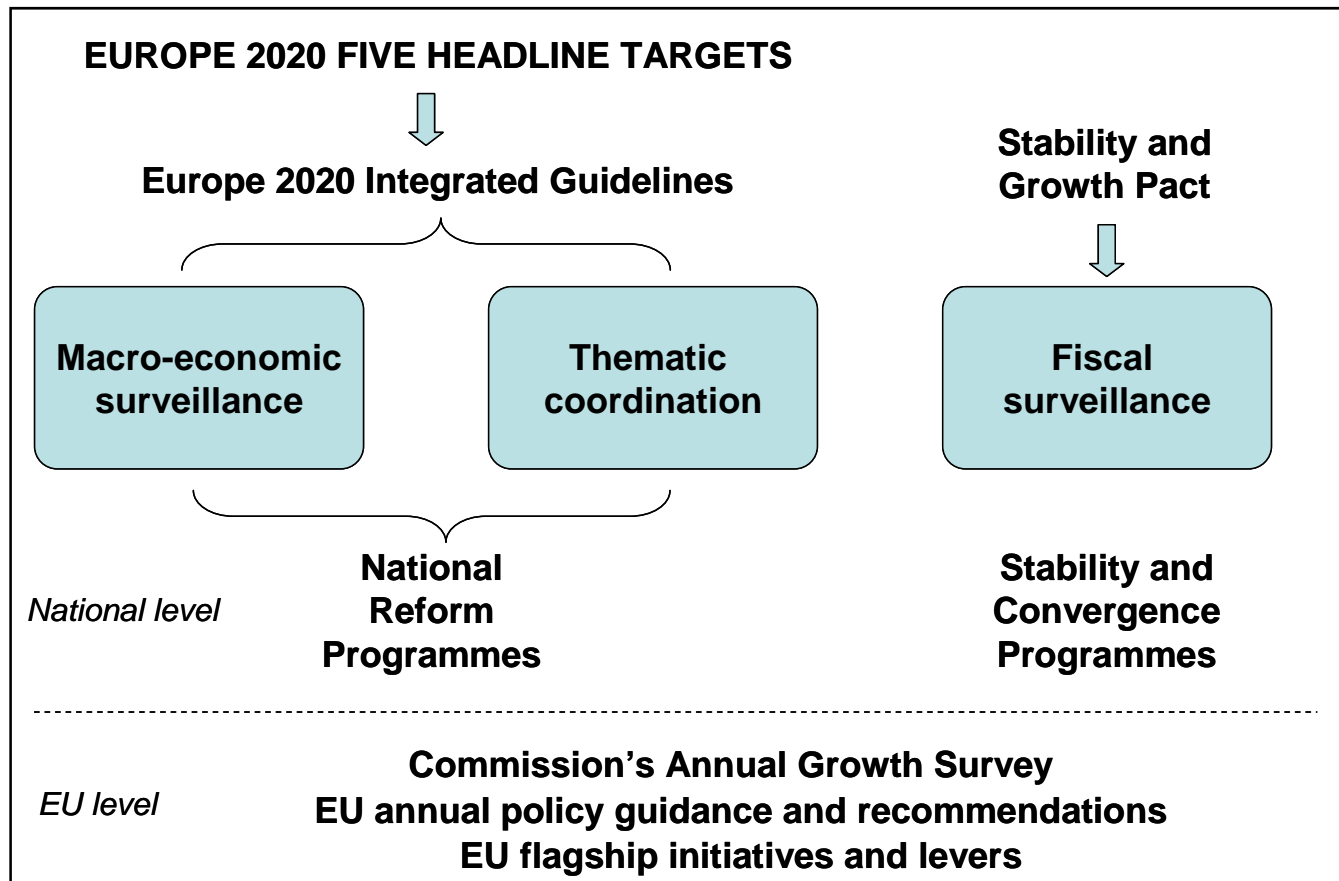 EUROPE 2020 FIVE HEADLINE TARGETS
Europe 2020 Integrated Guidelines
Stability and
Growth Pact
Macro-economic
surveillance
Thematic
coordination
Fiscal
surveillance
National level
National
Reform
Programmes
Stability and
Convergence
Programmes
EU level
Commission’s Annual Growth Survey
EU annual policy guidance and recommendations
EU flagship initiatives and levers